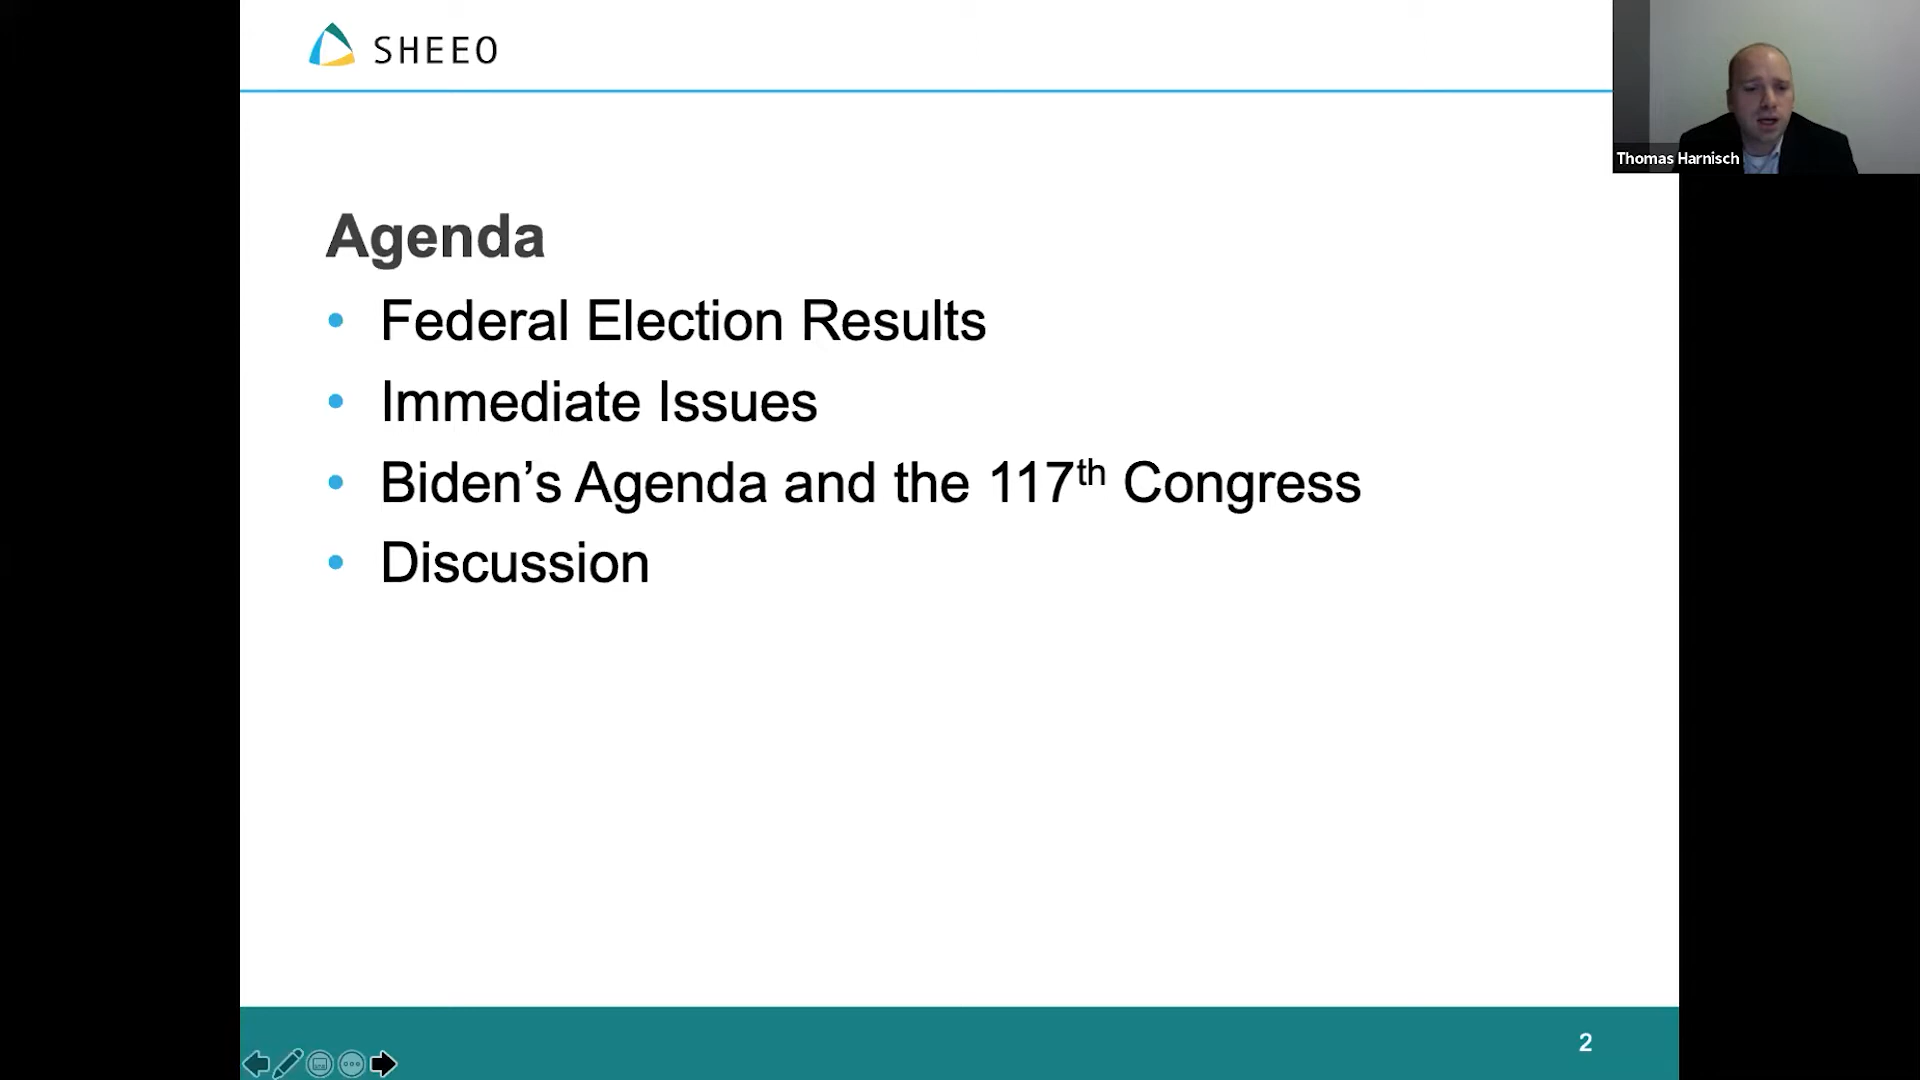 SHEEO
Thomas Harnisch
Agenda
• Federal Election Results
• Immediate Issues
• Biden’s Agenda and the 117th Congress
• Discussion
2